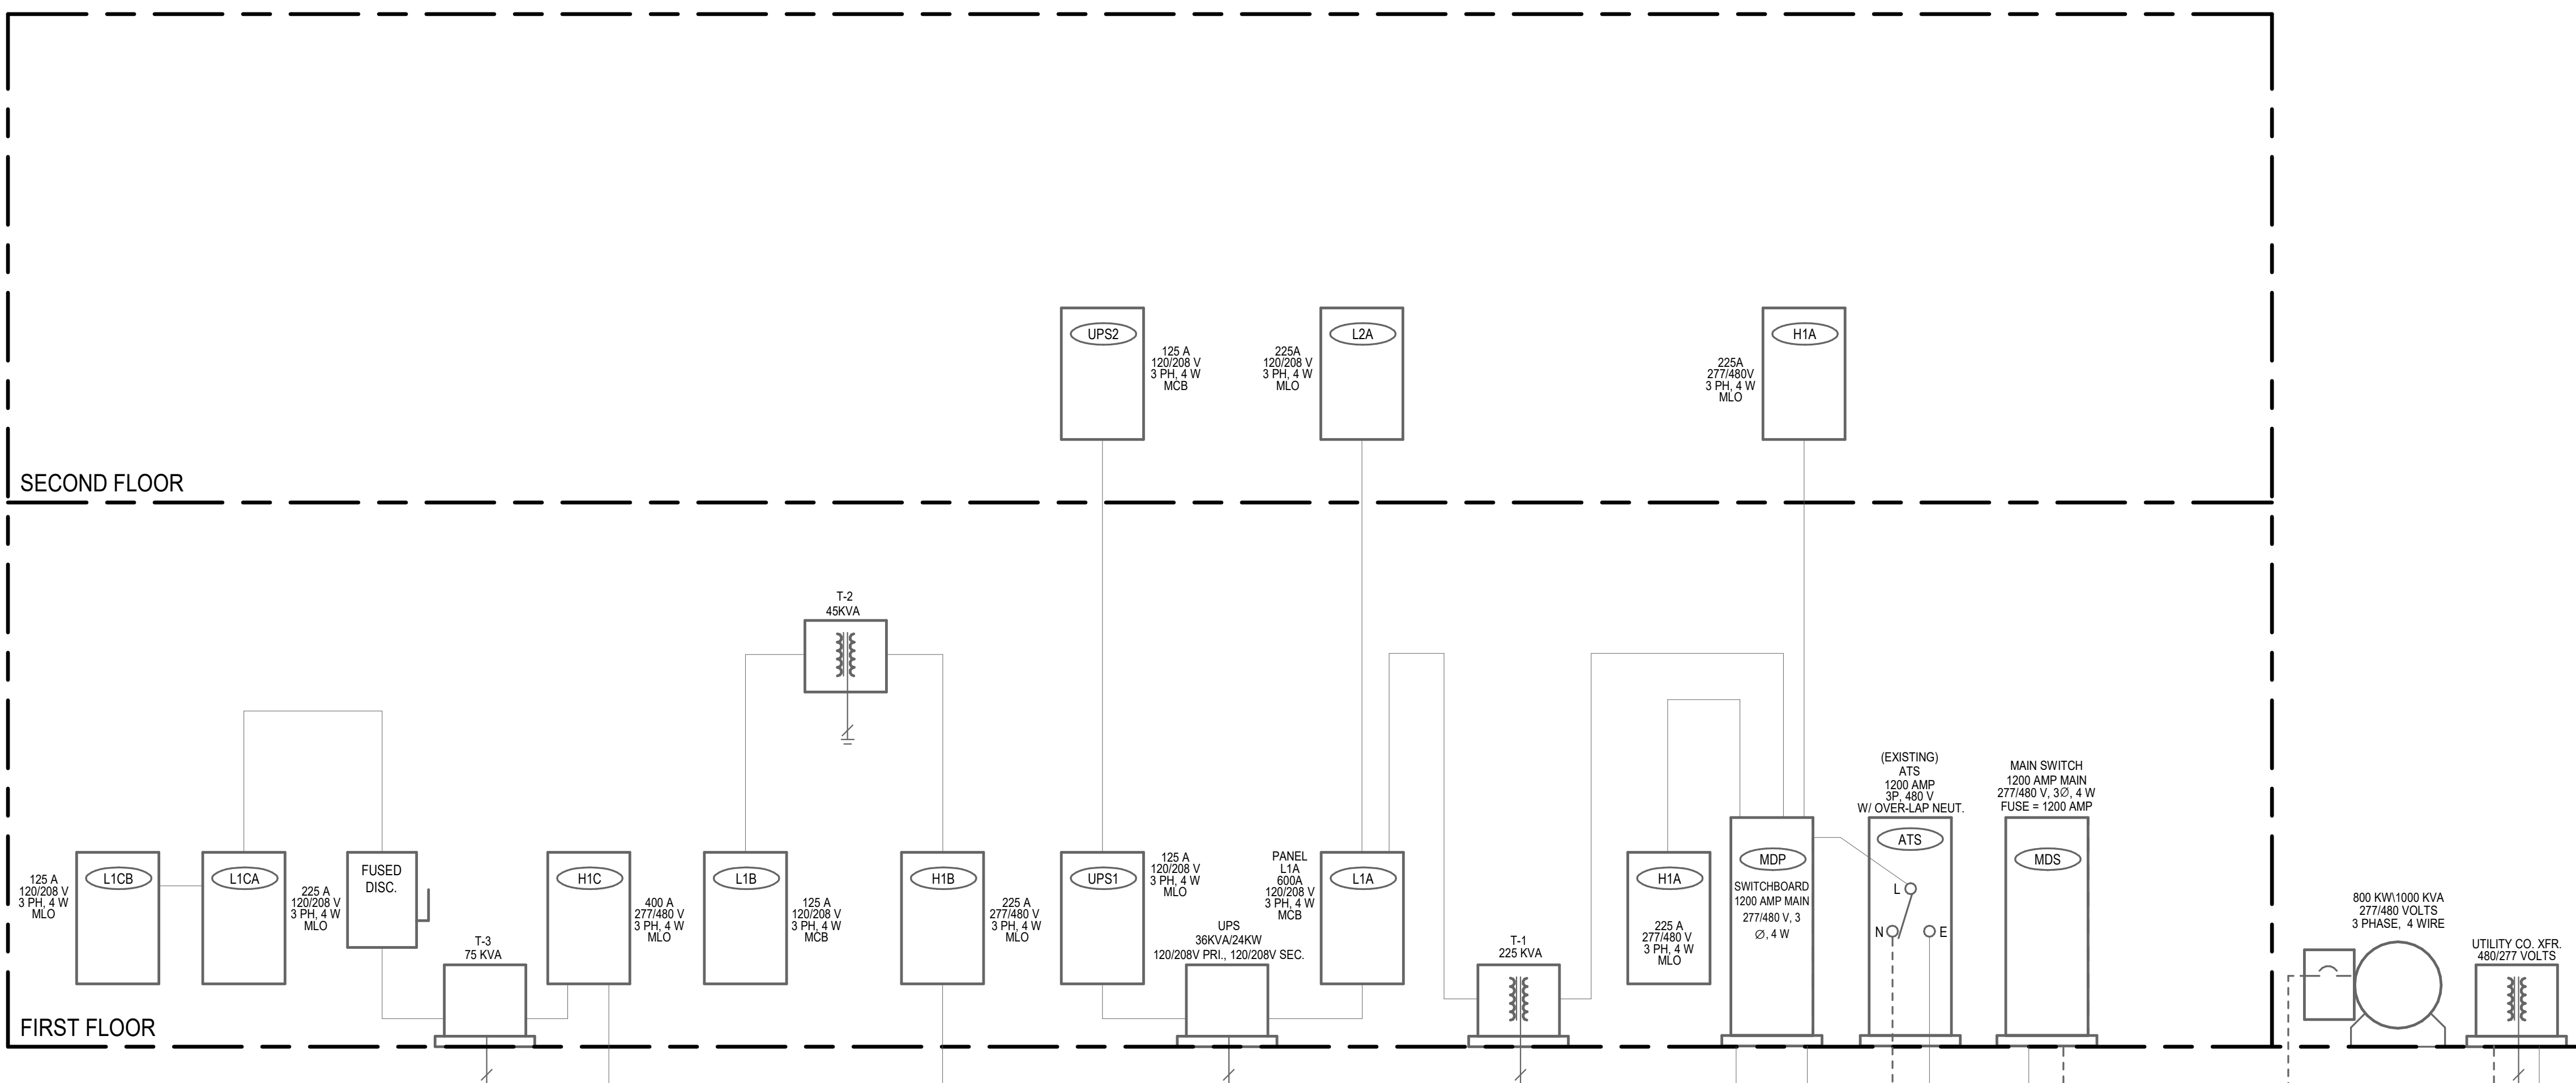 UPS2
125 A
120/208 V
3 PH, 4 W
MCB
L2A
225A
120/208 V
3 PH, 4 W
MLO
H1A
225A
277/480V
3 PH, 4 W
MLO
SECOND FLOOR
T-2
45KVA
L1CB
125 A
120/208 V
3 PH, 4 W
MLO
L1CA
225 A
120/208 V
3 PH, 4 W
MLO
FUSED
DISC.
T-3
75 KVA
H1C
400 A
277/480 V
3 PH, 4 W
MLO
L1B
125 A
120/208 V
3 PH, 4 W
MCB
H1B
225 A
277/480 V
3 PH, 4 W
MLO
UPS1
125 A
120/208 V
3 PH, 4 W
MLO
UPS
36KVA/24KW
120/208V PRI., 120/208V SEC.
PANEL
L1A
600A
120/208 V
3 PH, 4 W
MCB
L1A
T-1
225 KVA
H1A
225 A
277/480 V
3 PH, 4 W
MLO
MDP
SWITCHBOARD
1200 AMP MAIN
277/480 V, 3
∅, 4 W
(EXISTING)
ATS
1200 AMP
3P, 480 V
W/ OVER-LAP NEUT.
ATS
L
N
E
MAIN SWITCH
1200 AMP MAIN
277/480 V, 3∅, 4 W
FUSE = 1200 AMP
MDS
800 KW\1000 KVA
277/480 VOLTS
3 PHASE, 4 WIRE
UTILITY CO. XFR.
480/277 VOLTS
FIRST FLOOR